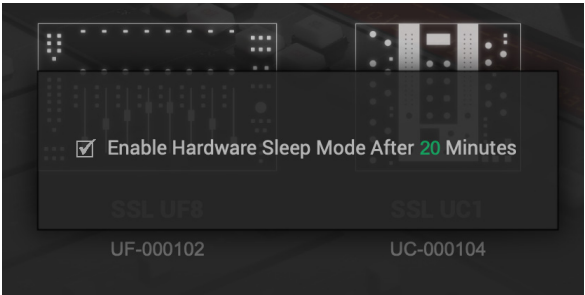 Enable Hardware Sleep Mode After 20 Minutes
SSL UF8 SSL UC1
UF-000102 UC-000104